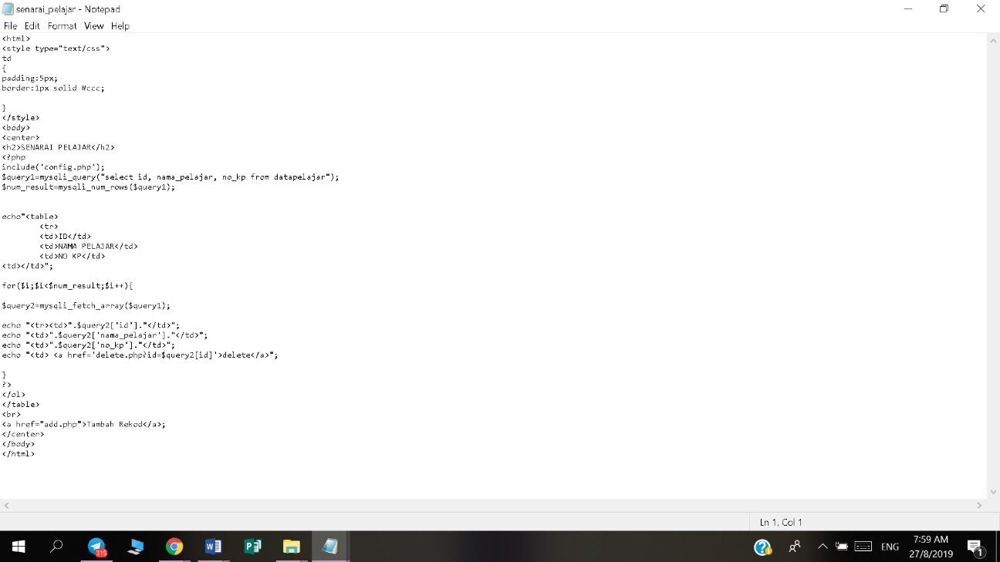 senarai_pelajar - Notepad
File Edit Format View Help
<html>
<style type="text/css">
td
{
padding:5px;
border:1px solid #ccc;
}
</style>
<body>
<center>
<h2>SENARAI PELAJAR</h2>
<?php
include('config.php');
$query1=mysqli_query("select id, nama_pelajar, no_kp from datapelajar");
$num_result=mysqli_num_rows($query1);
echo"<table>
<tr>
<td>ID</td>
<td>NAMA PELAJAR</td>
<td>NO KP</td>
<td></td>";
for($i;$i<$num_result;$i++){
$query2=mysqli_fetch_array($query1);
echo "<tr><td>".$query2['id']."</td>";
echo "<td>".$query2['nama_pelajar']."</td>";
echo "<td>".$query2['no_kp']."</td>";
echo "<td> <a href='delete.php?id=$query2[id]'>delete</a>";
}
?>
</ol>
</table>
<br>
<a href="add.php">Tambah Rekod</a>;
</center>
</body>
</html>
Ln 1, Col 1
319
ENG
7:59 AM
27/8/2019
1